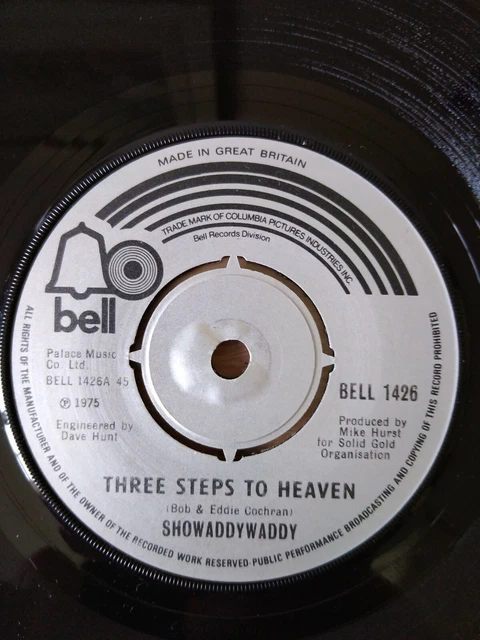 MADE IN GREAT BRITAIN
TRADE MARK OF COLUMBIA PICTURES INDUSTRIES INC.
Bell Records Division
bell
Palace Music
Co Ltd.
BELL 1426A 45
℗ 1975
Engineered by
Dave Hunt
BELL 1426
Produced by
Mike Hurst
for Solid Gold
Organisation
THREE STEPS TO HEAVEN
(Bob & Eddie Cochran)
SHOWADDYWADDY
ALL RIGHTS OF THE MANUFACTURER AND OF THE OWNER OF THE RECORDED WORK RESERVED·PUBLIC PERFORMANCE BROADCASTING AND COPYING OF THIS RECORD PROHIBITED